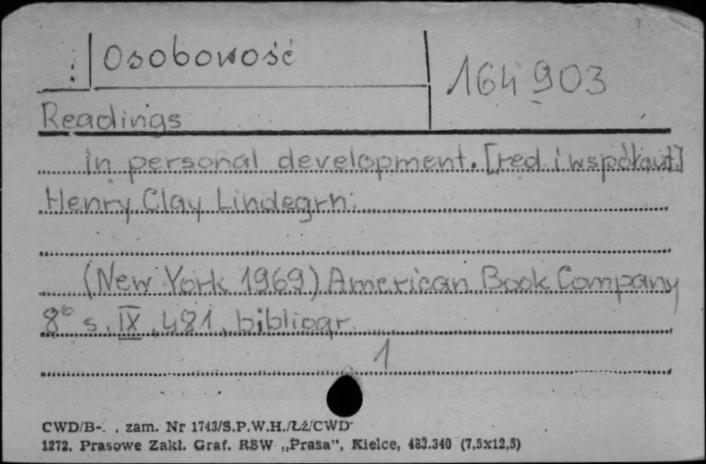 Osobowość
164 903
Readings
in personal development. [red. i współaut]
Henry Clay Lindegrn.
(New York 1969) American Book Company
8° s. IX, 481, bibliogr.
1
CWD/B-. , zam. Nr 1743/S.P.W.H./Łż/CWD
1272. Prasowe Zakł. Graf. RSW „Prasa”, Kielce, 483.340 (7,5x12,5)